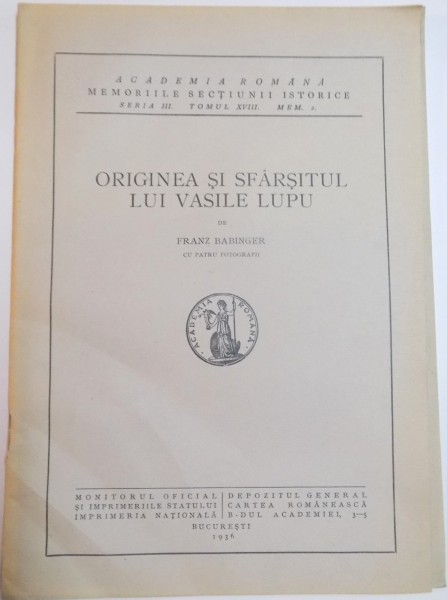 ACADEMIA ROMÂNĂ
MEMORIILE SECȚIUNII ISTORICE
SERIA III. TOMUL XVIII. MEM. 2.
ORIGINEA ȘI SFÂRȘITUL
LUI VASILE LUPU
DE
FRANZ BABINGER
CU PATRU FOTOGRAFII
ACADEMIA ROMÂNĂ
MONITORUL OFICIAL
ȘI IMPRIMERIILE STATULUI
IMPRIMERIA NAȚIONALĂ
DEPOZITUL GENERAL
CARTEA ROMÂNEASCĂ
B-DUL ACADEMIEI, 3-5
BUCUREȘTI
1936